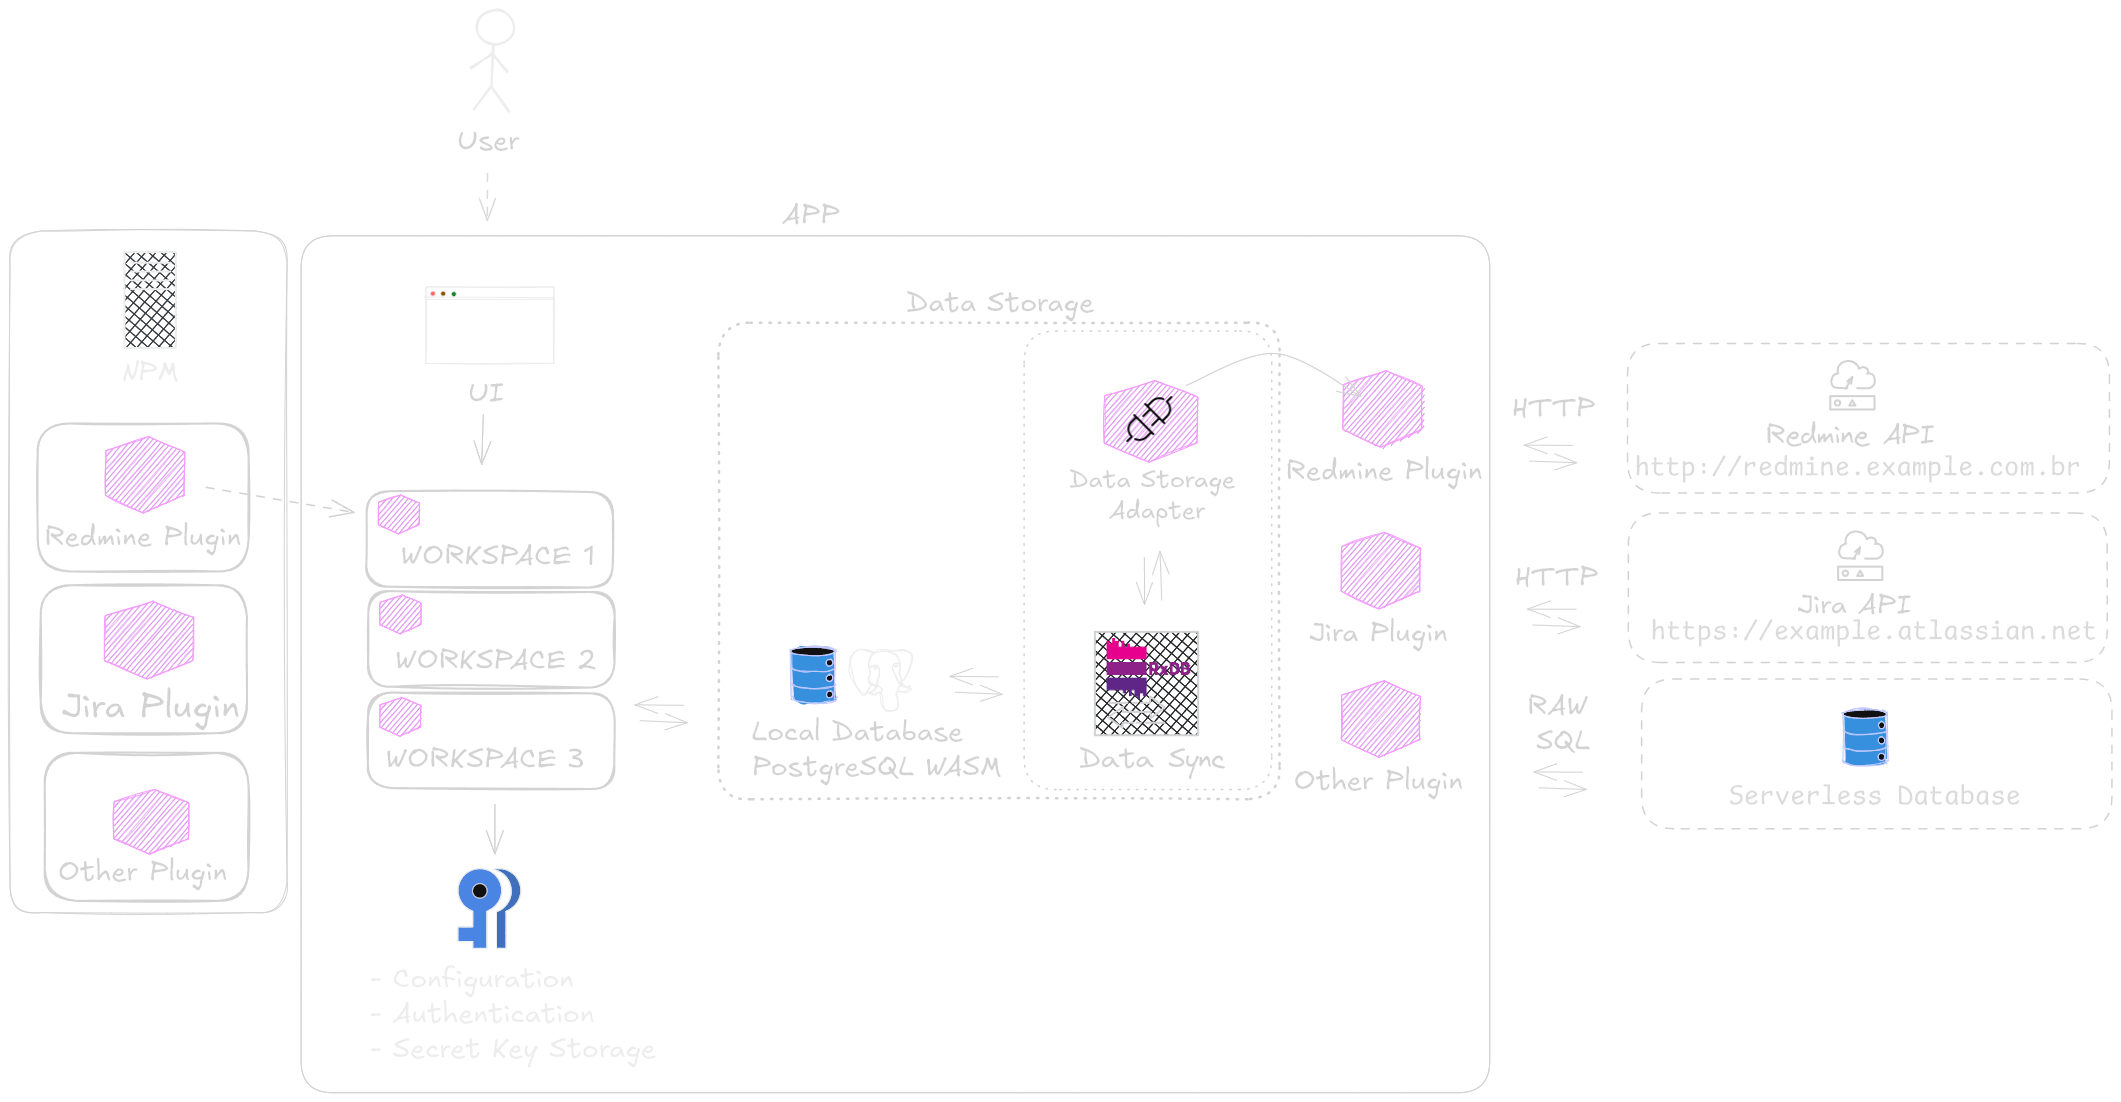 User
APP
NPM
Redmine Plugin
Jira Plugin
Other Plugin
UI
WORKSPACE 1
WORKSPACE 2
WORKSPACE 3
- Configuration
- Authentication
- Secret Key Storage
Data Storage
Local Database
PostgreSQL WASM
Data Storage
Adapter
RxDB
Data Sync
Redmine Plugin
Jira Plugin
Other Plugin
HTTP
HTTP
RAW
SQL
Redmine API
http://redmine.example.com.br
Jira API
https://example.atlassian.net
Serverless Database